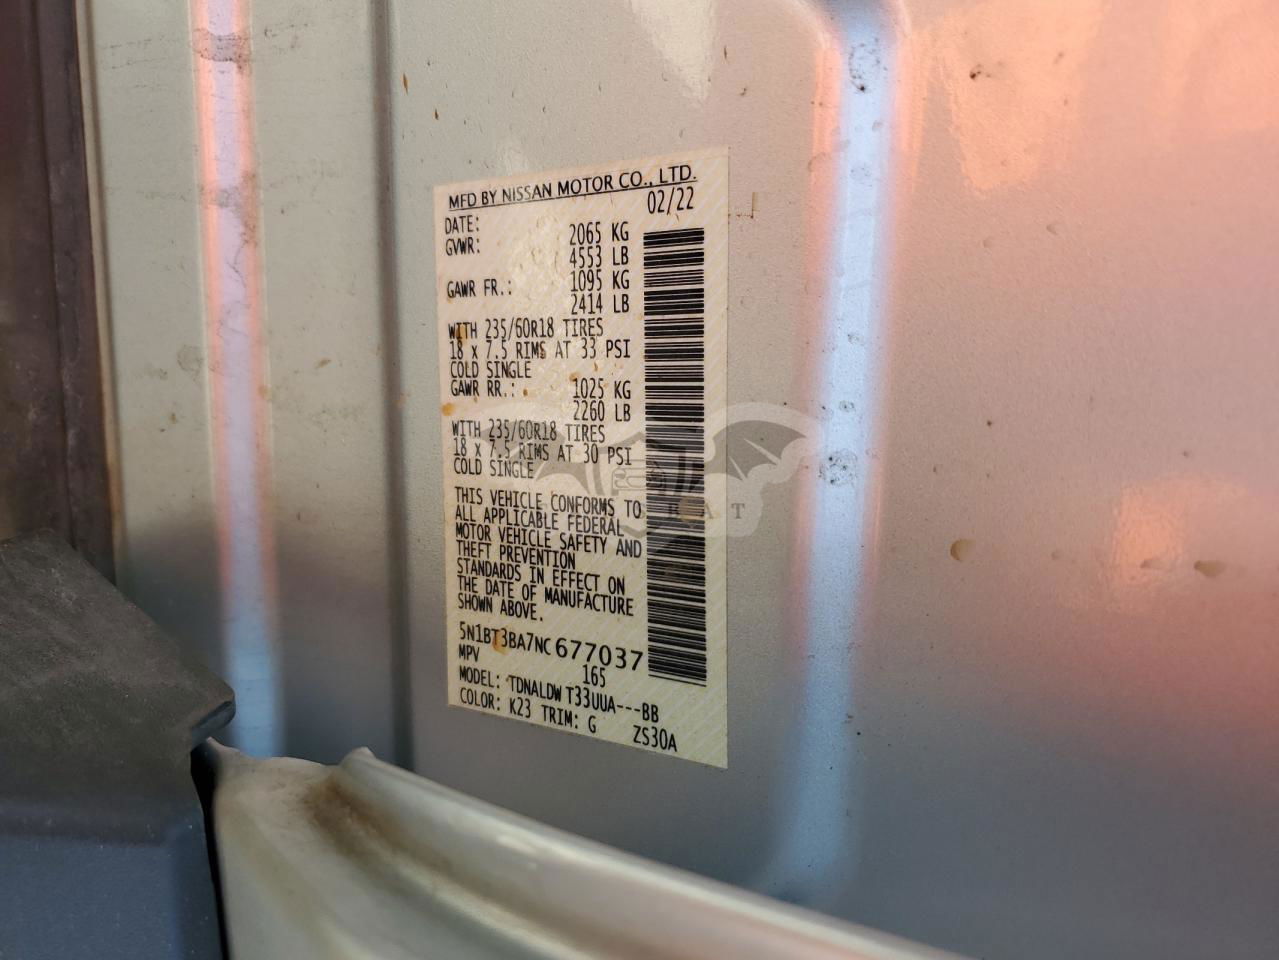 MFD BY NISSAN MOTOR CO., LTD.
DATE: 02/22
GVWR: 2065 KG
4553 LB
GAWR FR.: 1095 KG
2414 LB
WITH 235/60R18 TIRES
18 x 7.5 RIMS AT 33 PSI
COLD SINGLE
GAWR RR.: 1025 KG
2260 LB
WITH 235/60R18 TIRES
18 x 7.5 RIMS AT 30 PSI
COLD SINGLE
THIS VEHICLE CONFORMS TO
ALL APPLICABLE FEDERAL
MOTOR VEHICLE SAFETY AND
THEFT PREVENTION
STANDARDS IN EFFECT ON
THE DATE OF MANUFACTURE
SHOWN ABOVE.
5N1BT3BA7NC677037
MPV 165
MODEL: TDNALDW T33UUA---BB
COLOR: K23 TRIM: G ZS30A